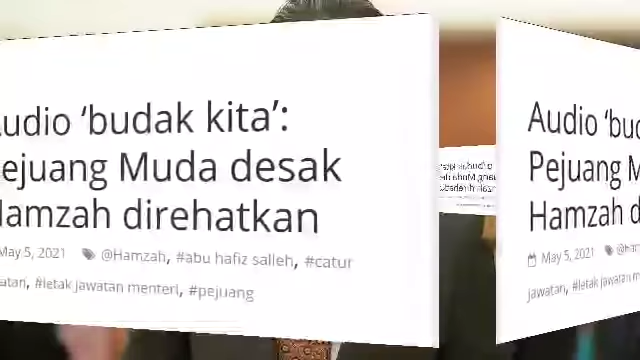 Audio ‘budak kita’:
Pejuang Muda desak
Hamzah direhatkan
May 5, 2021 @Hamzah, #abu hafiz salleh, #catur
jawatan, #letak jawatan menteri, #pejuang
Audio ‘bud
Pejuang M
Hamzah d
May 5, 2021 @Ham
jawatan, #letak jawatan m